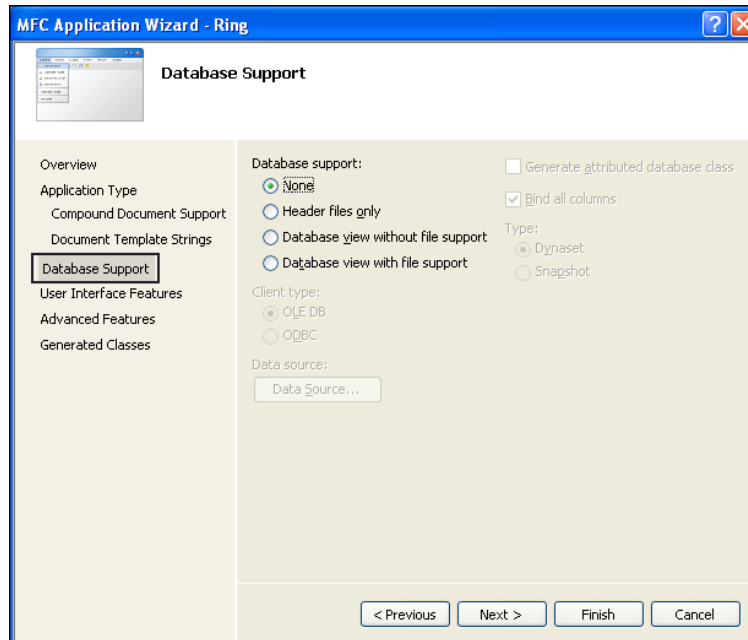 MFC Application Wizard - Ring
Database Support
Overview
Application Type
Compound Document Support
Document Template Strings
Database Support
User Interface Features
Advanced Features
Generated Classes
Database support:
None
Header files only
Database view without file support
Database view with file support
Client type:
OLE DB
ODBC
Data source:
Data Source...
Generate attributed database class
Bind all columns
Type:
Dynaset
Snapshot
< Previous
Next >
Finish
Cancel